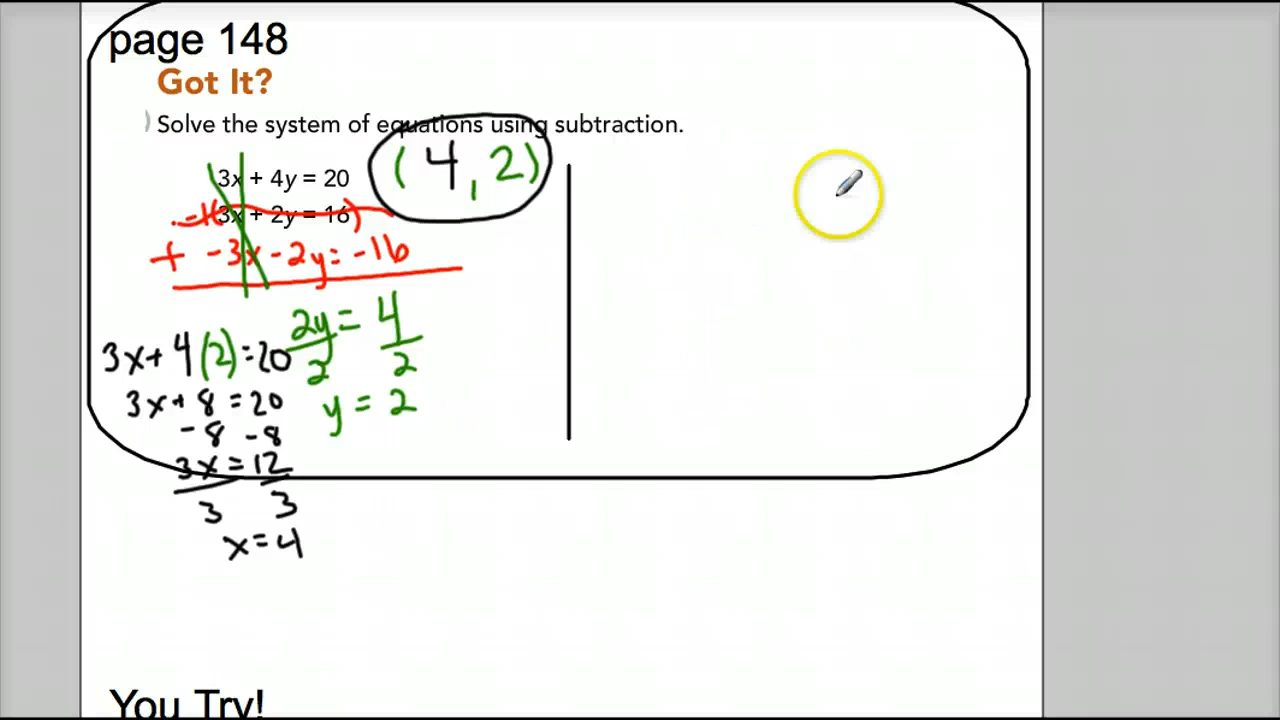 page 148
Got It?
) Solve the system of equations using subtraction.
3x + 4y = 20
(4, 2)
-1(3x + 2y = 16)
+ -3x - 2y = -16
2y = 4
2 2
y = 2
3x + 4(2) = 20
3x + 8 = 20
-8 -8
3x = 12
3 3
x = 4
You Try!